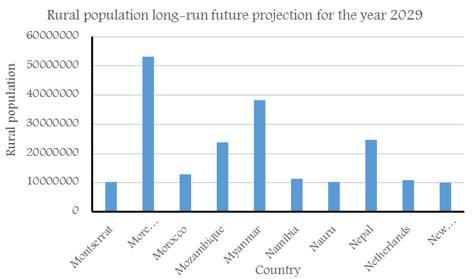 Rural population long-run future projection for the year 2029
60000000
50000000
40000000
30000000
20000000
10000000
0
Rural population
Montserrat
More…
Morocco
Mozambique
Myanmar
Namibia
Nauru
Nepal
Netherlands
New…
Country